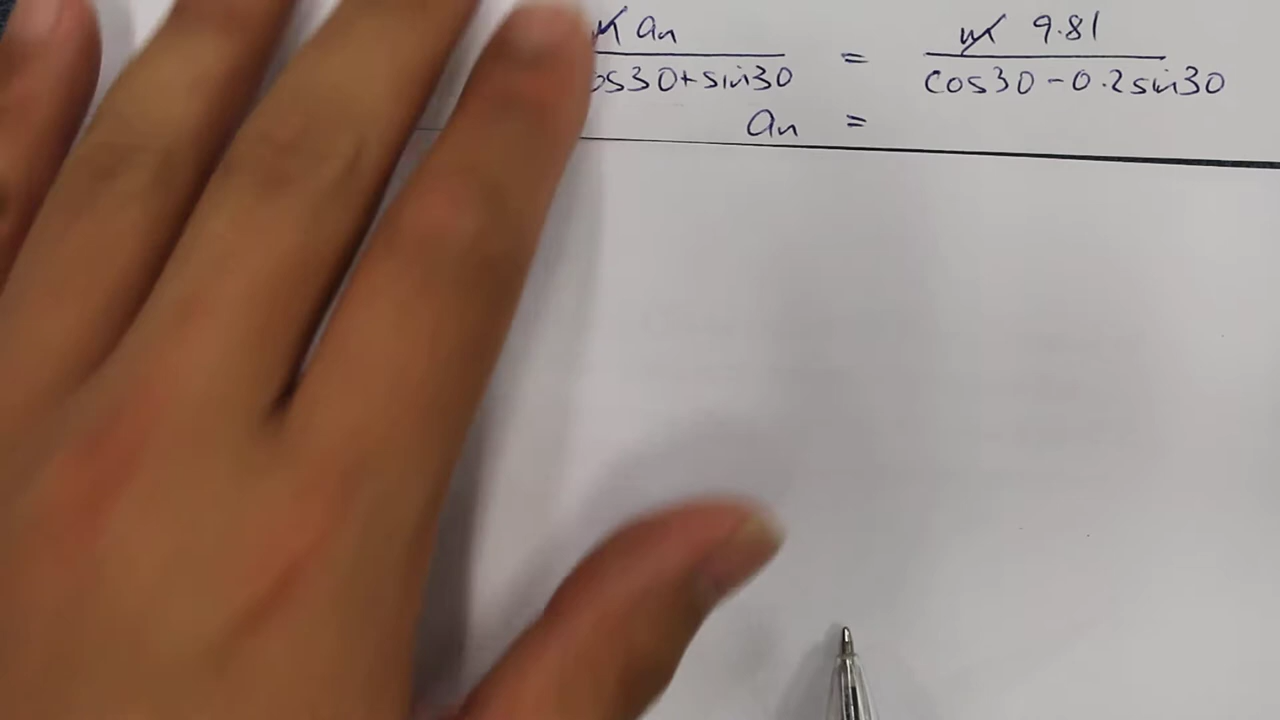 an = 9.81
os30+sin30 cos30-0.2sin30
an =